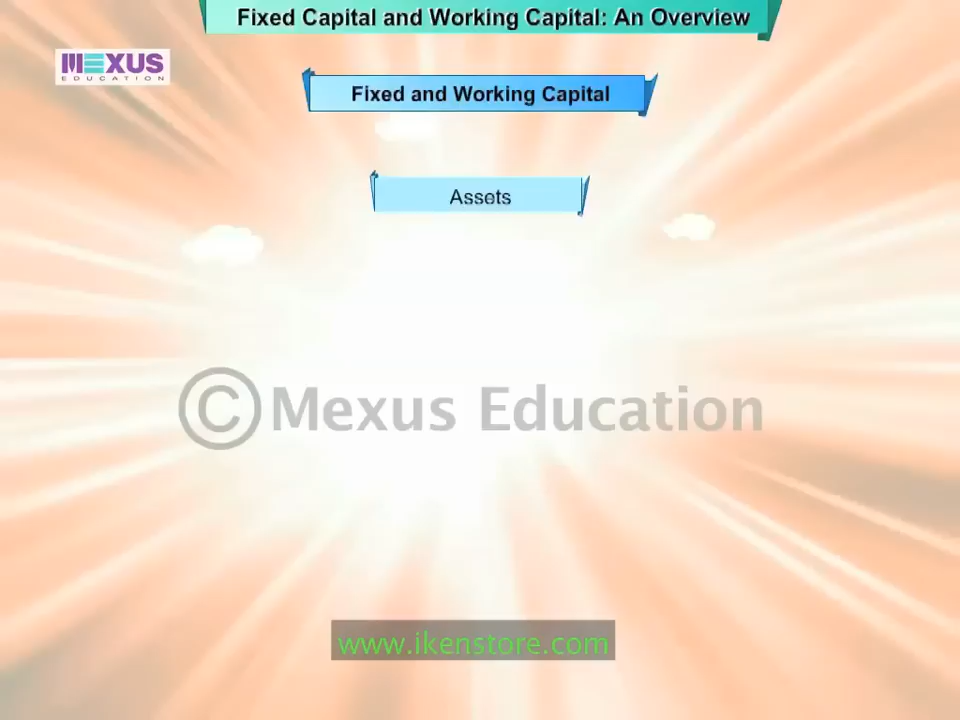 Fixed Capital and Working Capital: An Overview
MEXUS
EDUCATION
Fixed and Working Capital
Assets
© Mexus Education
www.ikenstore.com